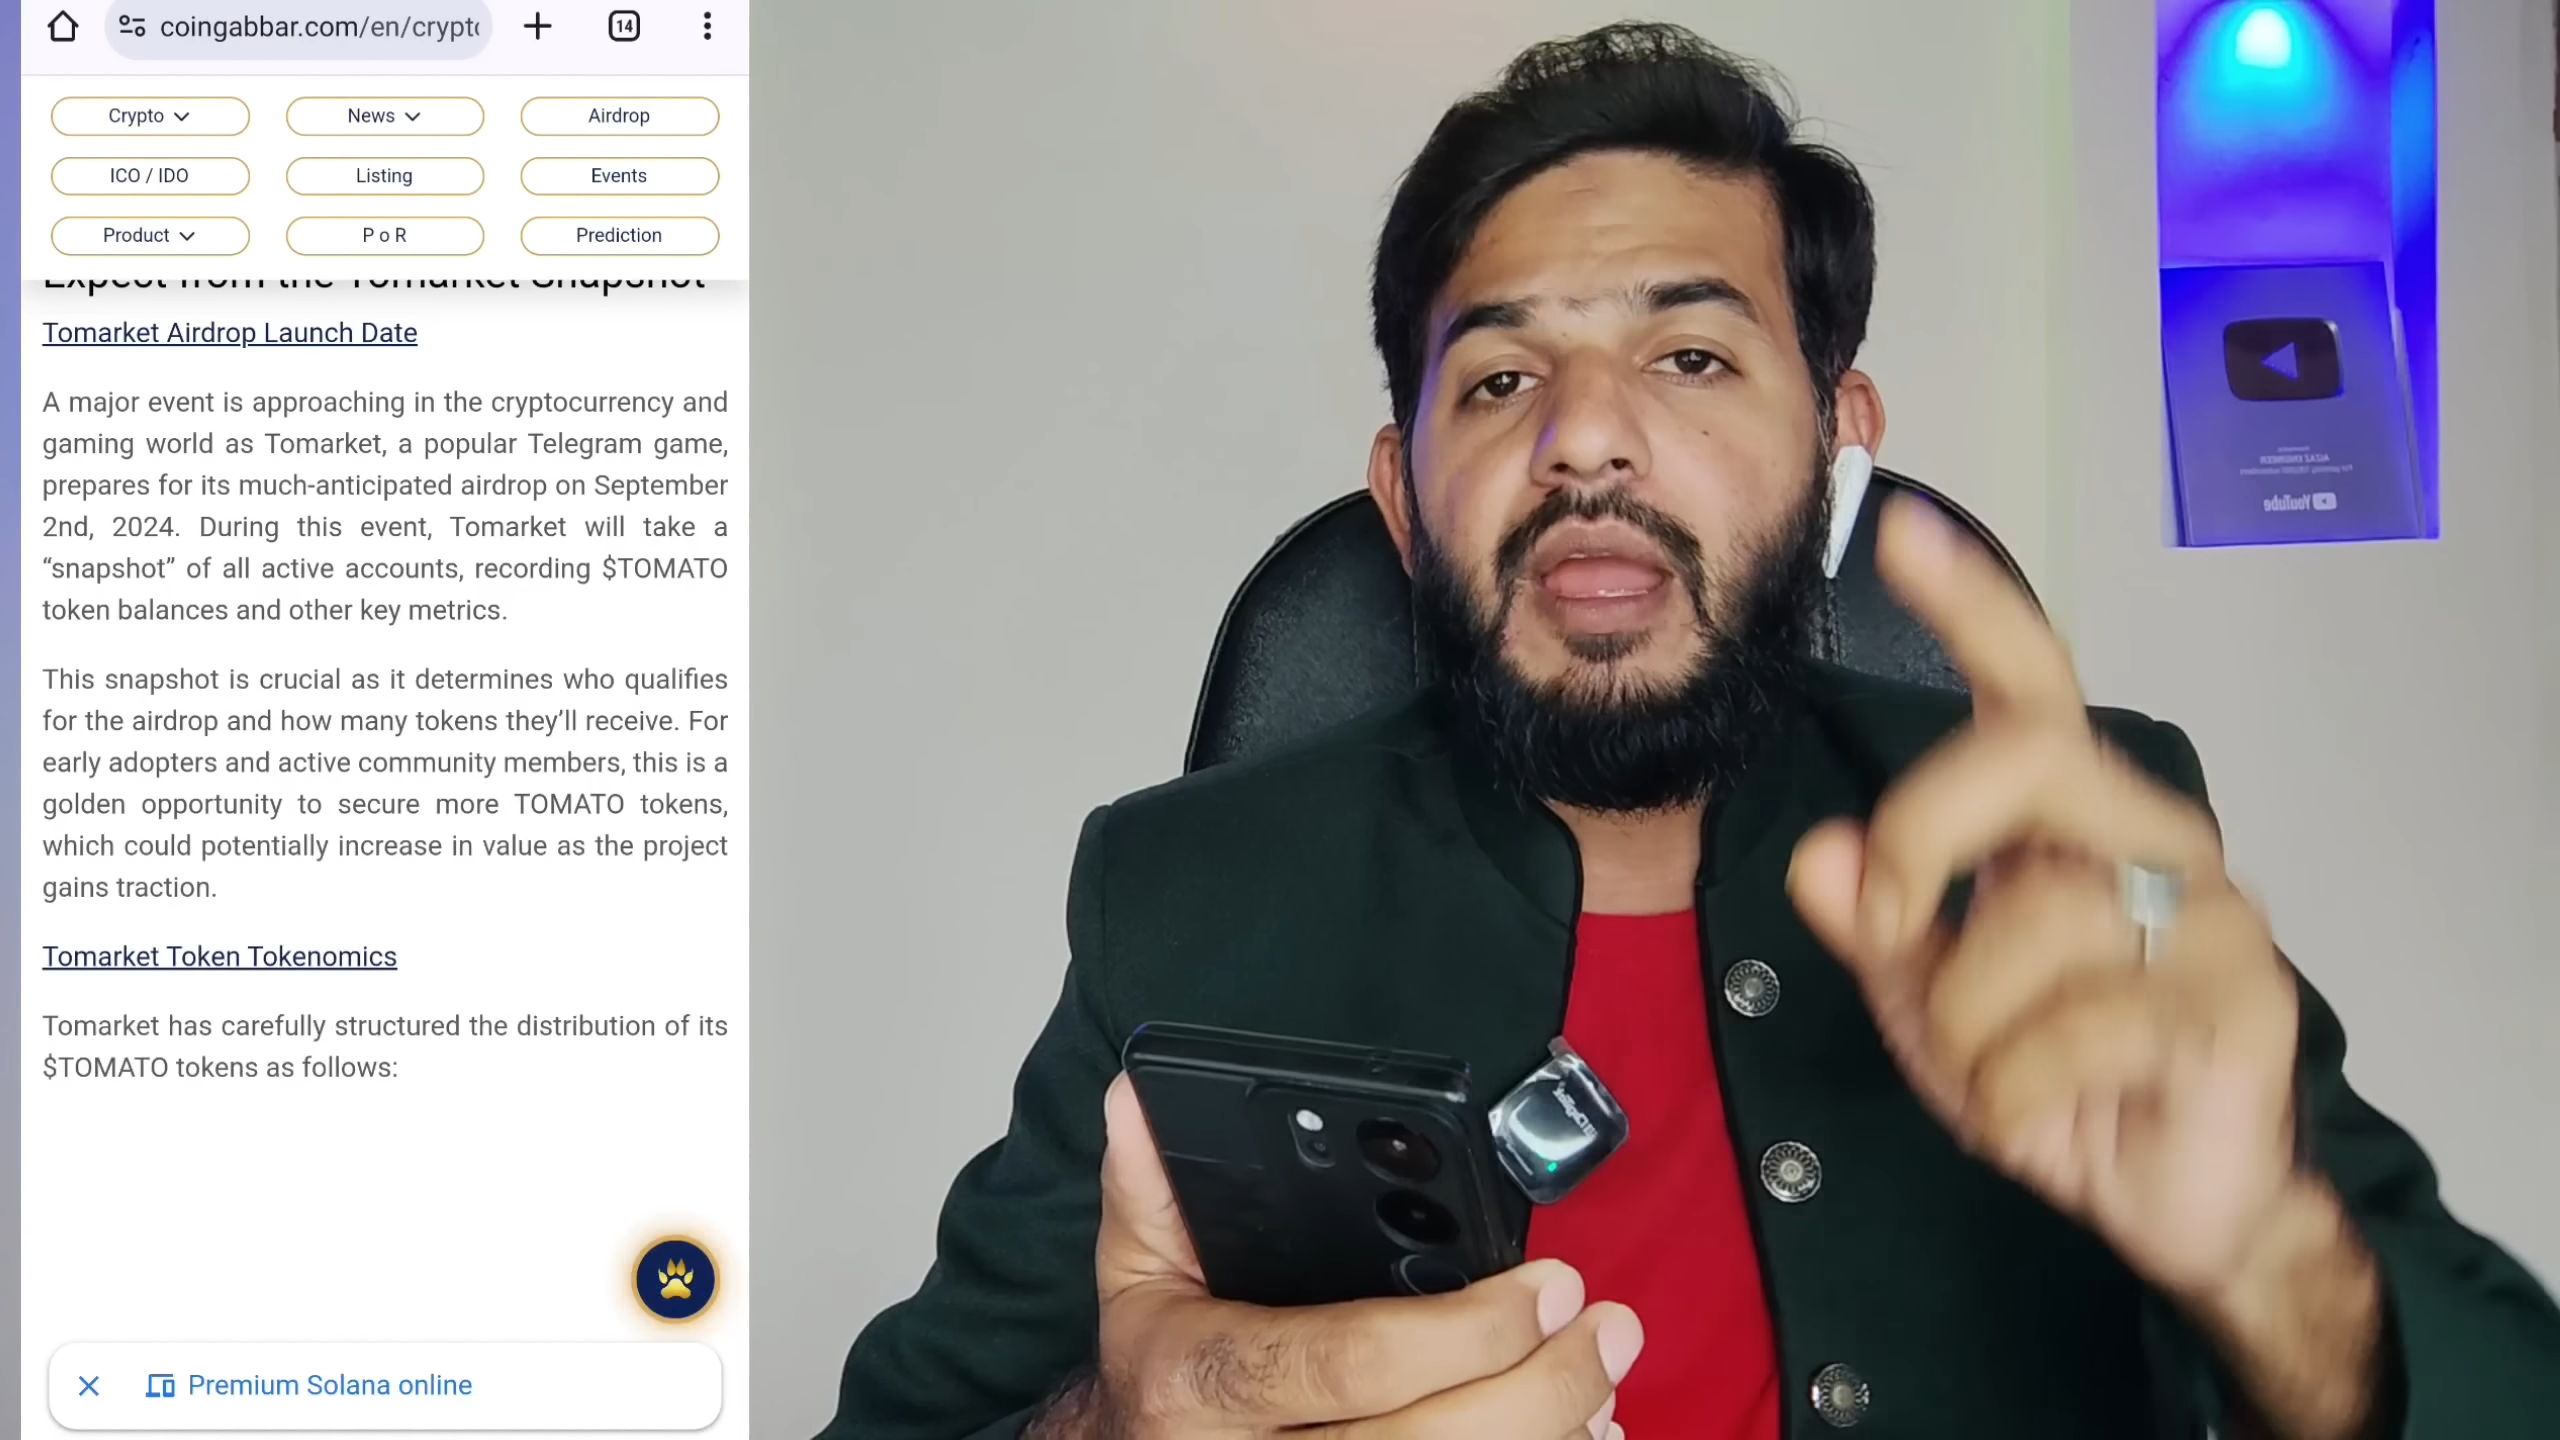 coingabbar.com/en/crypt
14
Crypto
News
Airdrop
ICO / IDO
Listing
Events
Product
P o R
Prediction
Expect from the Tomarket Snapshot
Tomarket Airdrop Launch Date
A major event is approaching in the cryptocurrency and
gaming world as Tomarket, a popular Telegram game,
prepares for its much-anticipated airdrop on September
2nd, 2024. During this event, Tomarket will take a
“snapshot” of all active accounts, recording $TOMATO
token balances and other key metrics.
This snapshot is crucial as it determines who qualifies
for the airdrop and how many tokens they’ll receive. For
early adopters and active community members, this is a
golden opportunity to secure more TOMATO tokens,
which could potentially increase in value as the project
gains traction.
Tomarket Token Tokenomics
Tomarket has carefully structured the distribution of its
$TOMATO tokens as follows:
Premium Solana online
YouTube